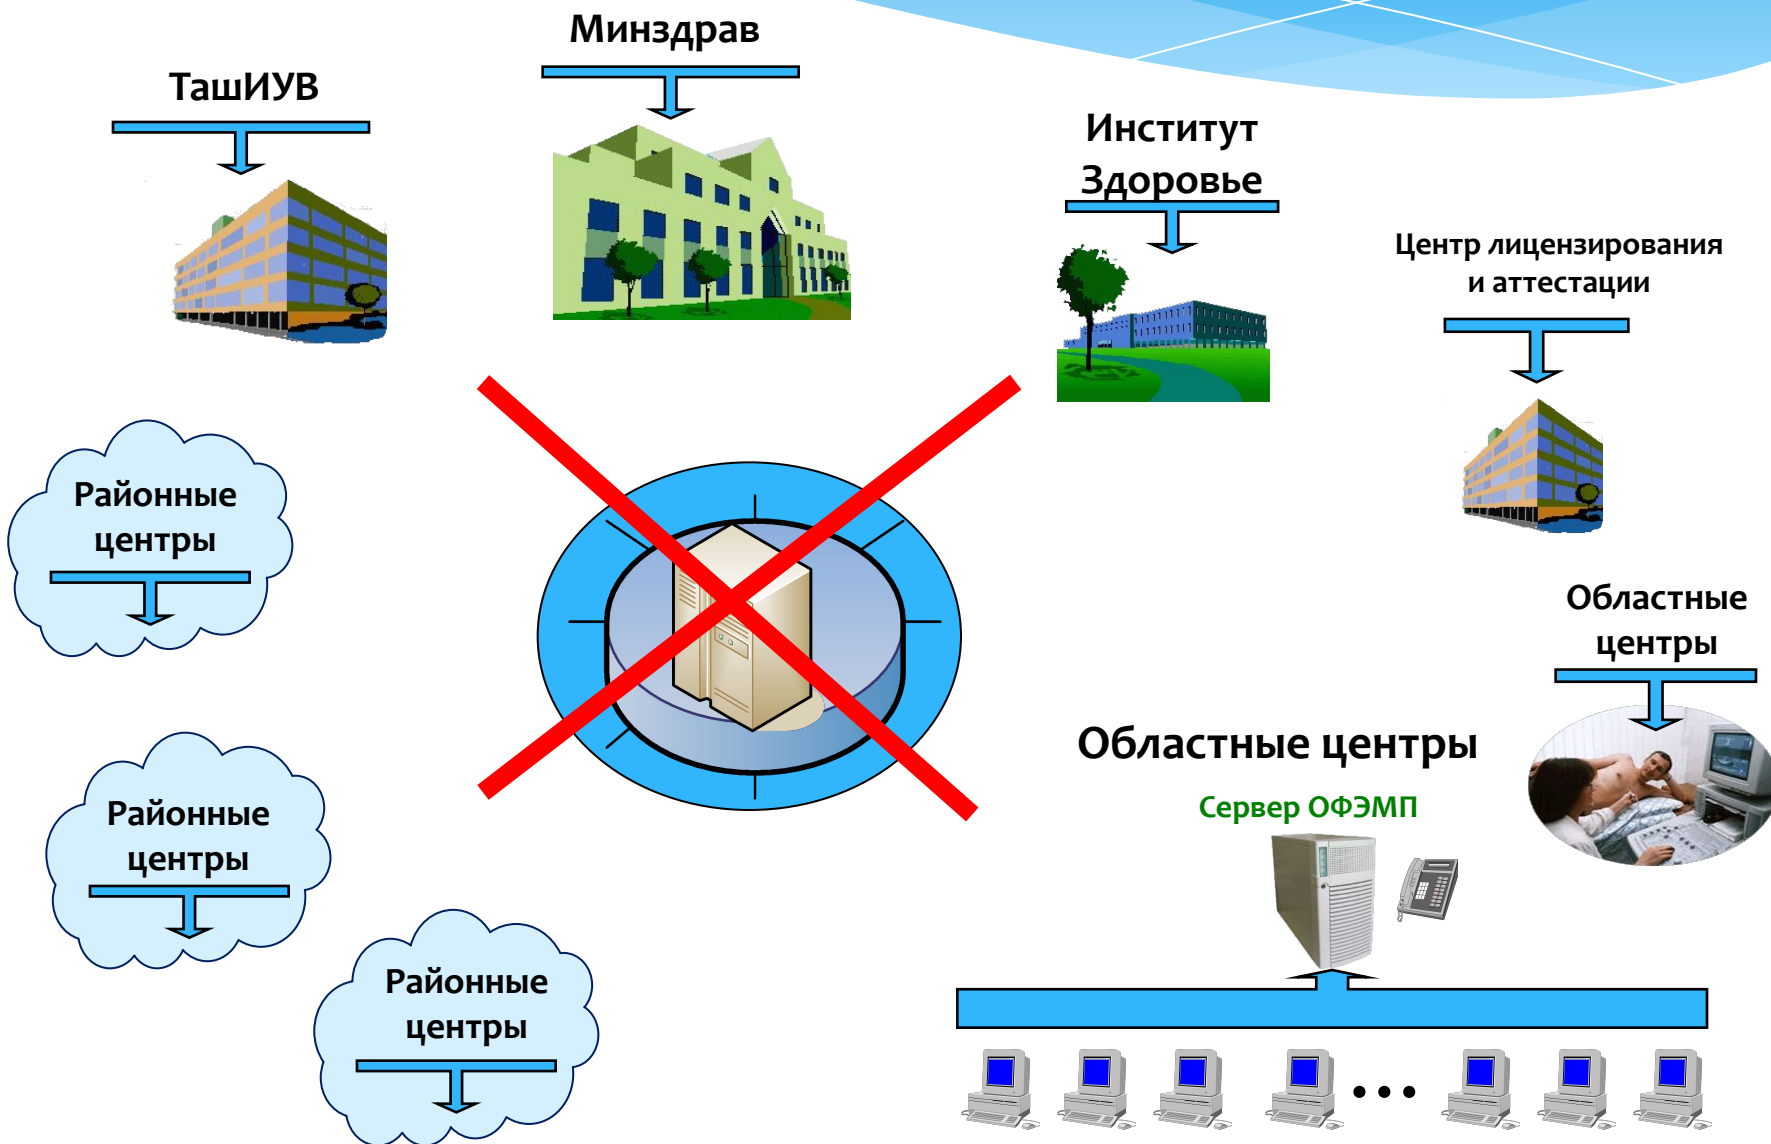 Минздрав
ТашИУВ
Институт
Здоровье
Центр лицензирования
и аттестации
Районные
центры
Областные
центры
Областные центры
Сервер ОФЭМП
Районные
центры
Районные
центры